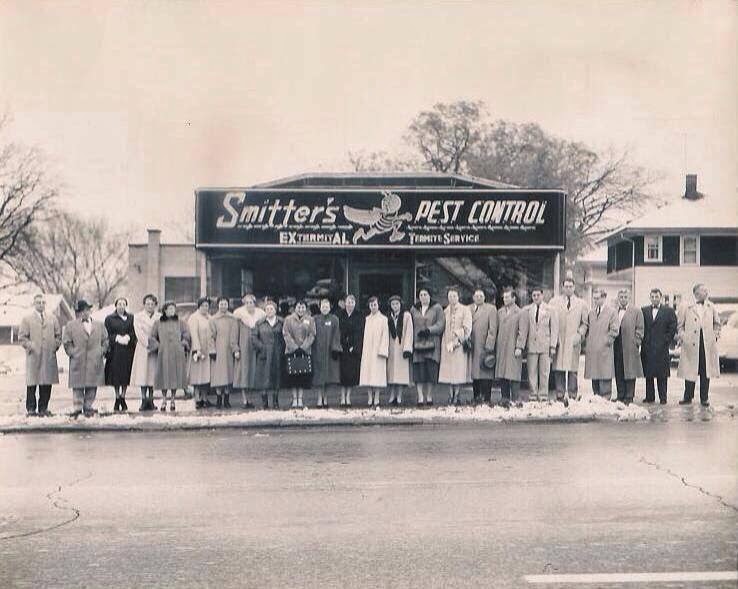 Smitter's PEST CONTROL
EXTERMITAL TERMITE SERVICE